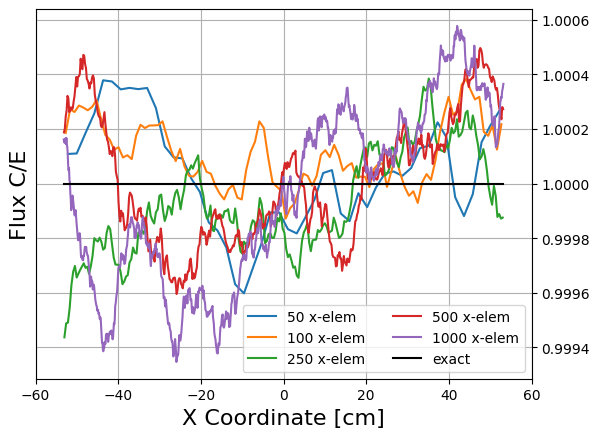 1.0006
1.0004
1.0002
1.0000
0.9998
0.9996
0.9994
Flux C/E
50 x-elem
100 x-elem
250 x-elem
500 x-elem
1000 x-elem
exact
−60
−40
−20
0
20
40
60
X Coordinate [cm]